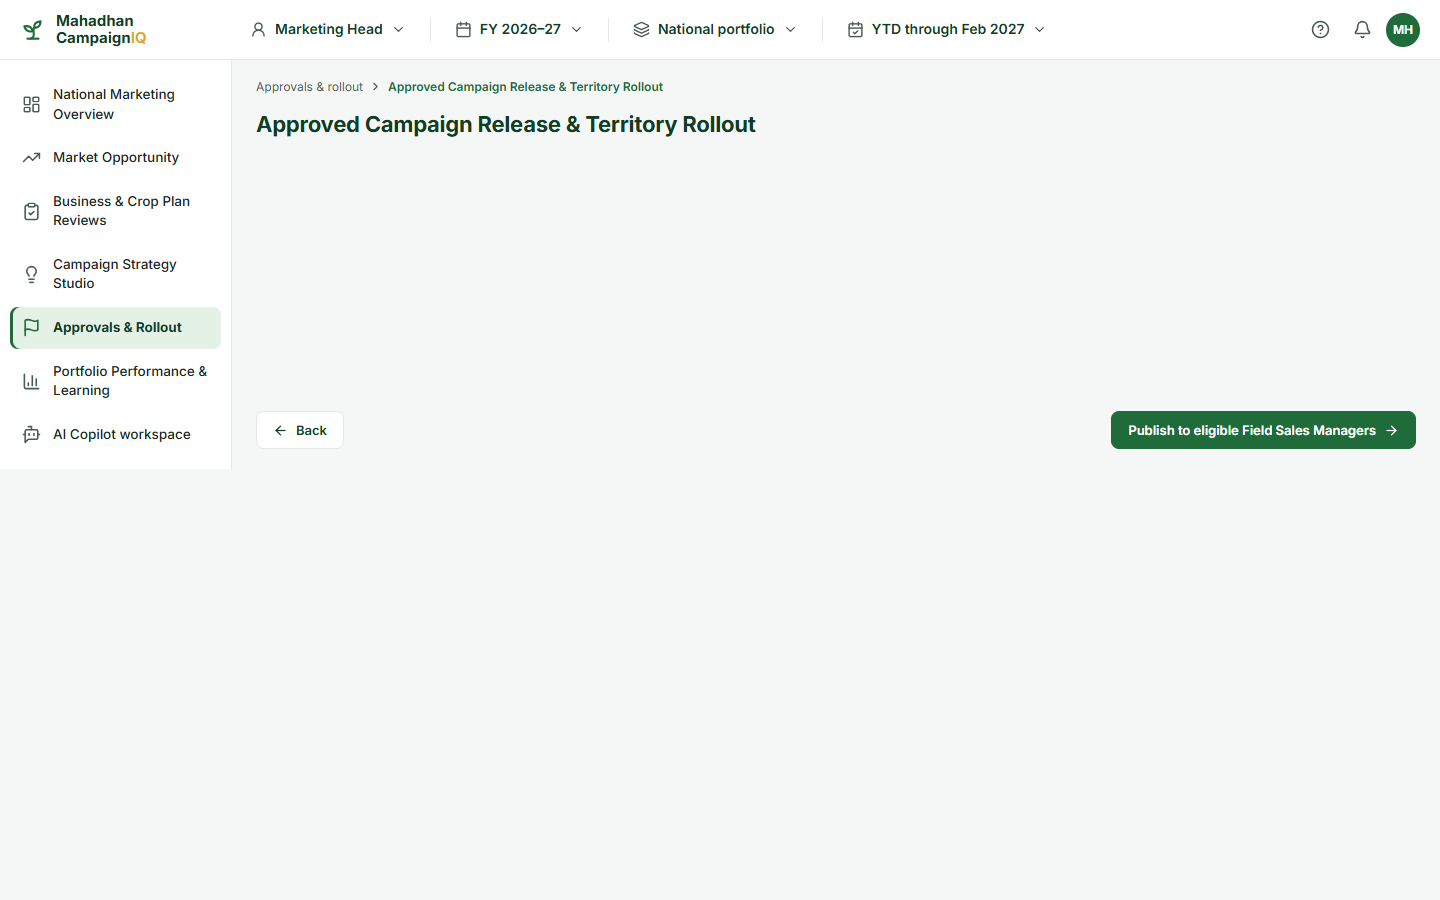 Mahadhan
CampaignIQ
Marketing Head
FY 2026–27
National portfolio
YTD through Feb 2027
MH
National Marketing
Overview
Market Opportunity
Business & Crop Plan
Reviews
Campaign Strategy
Studio
Approvals & Rollout
Portfolio Performance &
Learning
AI Copilot workspace
Approvals & rollout > Approved Campaign Release & Territory Rollout
Approved Campaign Release & Territory Rollout
Back
Publish to eligible Field Sales Managers